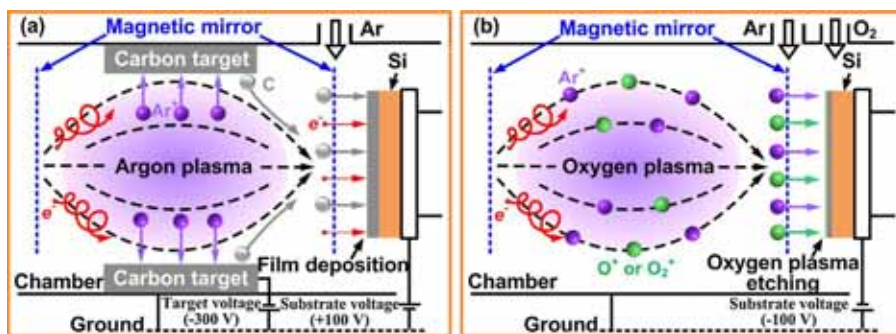 (a)
Magnetic mirror
Ar
Carbon target
Si
C
Ar+
e-
Argon plasma
e-
Film deposition
Carbon target
Chamber
Target voltage
(-300 V)
Substrate voltage
(+100 V)
Ground
(b)
Magnetic mirror
Ar
O2
Si
Ar+
Oxygen plasma
e-
O+ or O2+
Oxygen plasma
etching
Chamber
Substrate voltage
(-100 V)
Ground